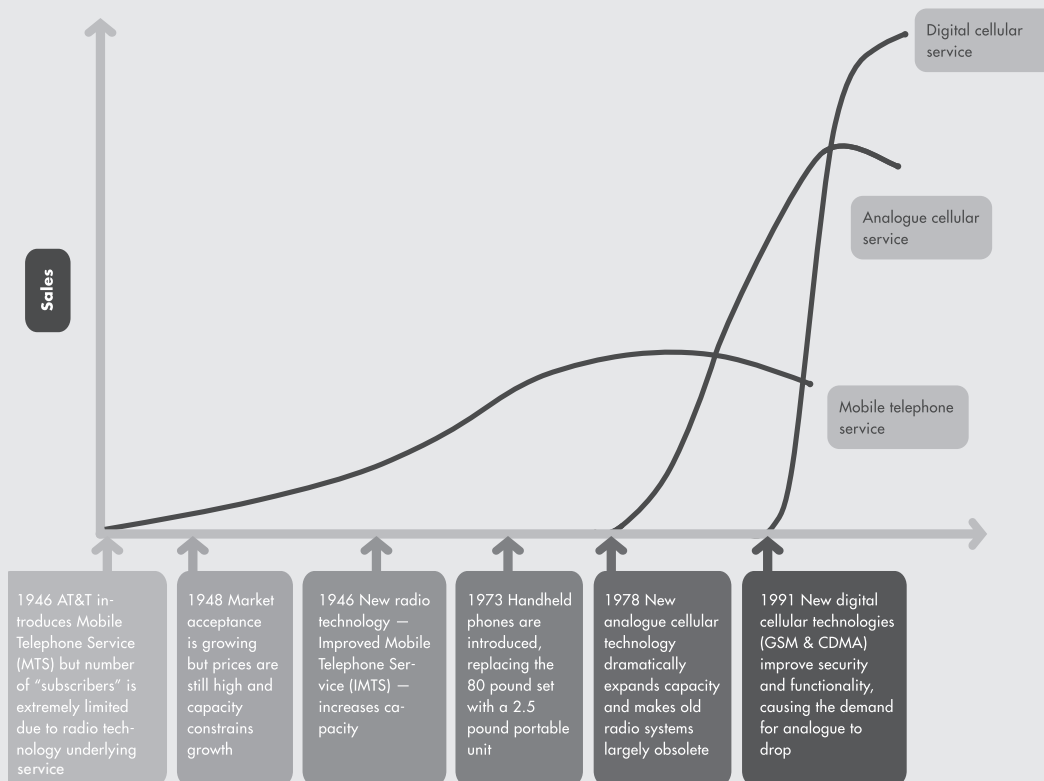 Digital cellular
service
Analogue cellular
service
Sales
Mobile telephone
service
1946 AT&T in-
troduces Mobile
Telephone Service
(MTS) but number
of “subscribers” is
extremely limited
due to radio tech-
nology underlying
service
1948 Market
acceptance
is growing
but prices are
still high and
capacity
constrains
growth
1946 New radio
technology —
Improved Mobile
Telephone Ser-
vice (IMTS) —
increases ca-
pacity
1973 Handheld
phones are
introduced,
replacing the
80 pound set
with a 2.5
pound portable
unit
1978 New
analogue cellular
technology
dramatically
expands capacity
and makes old
radio systems
largely obsolete
1991 New digital
cellular technologies
(GSM & CDMA)
improve security
and functionality,
causing the demand
for analogue to
drop